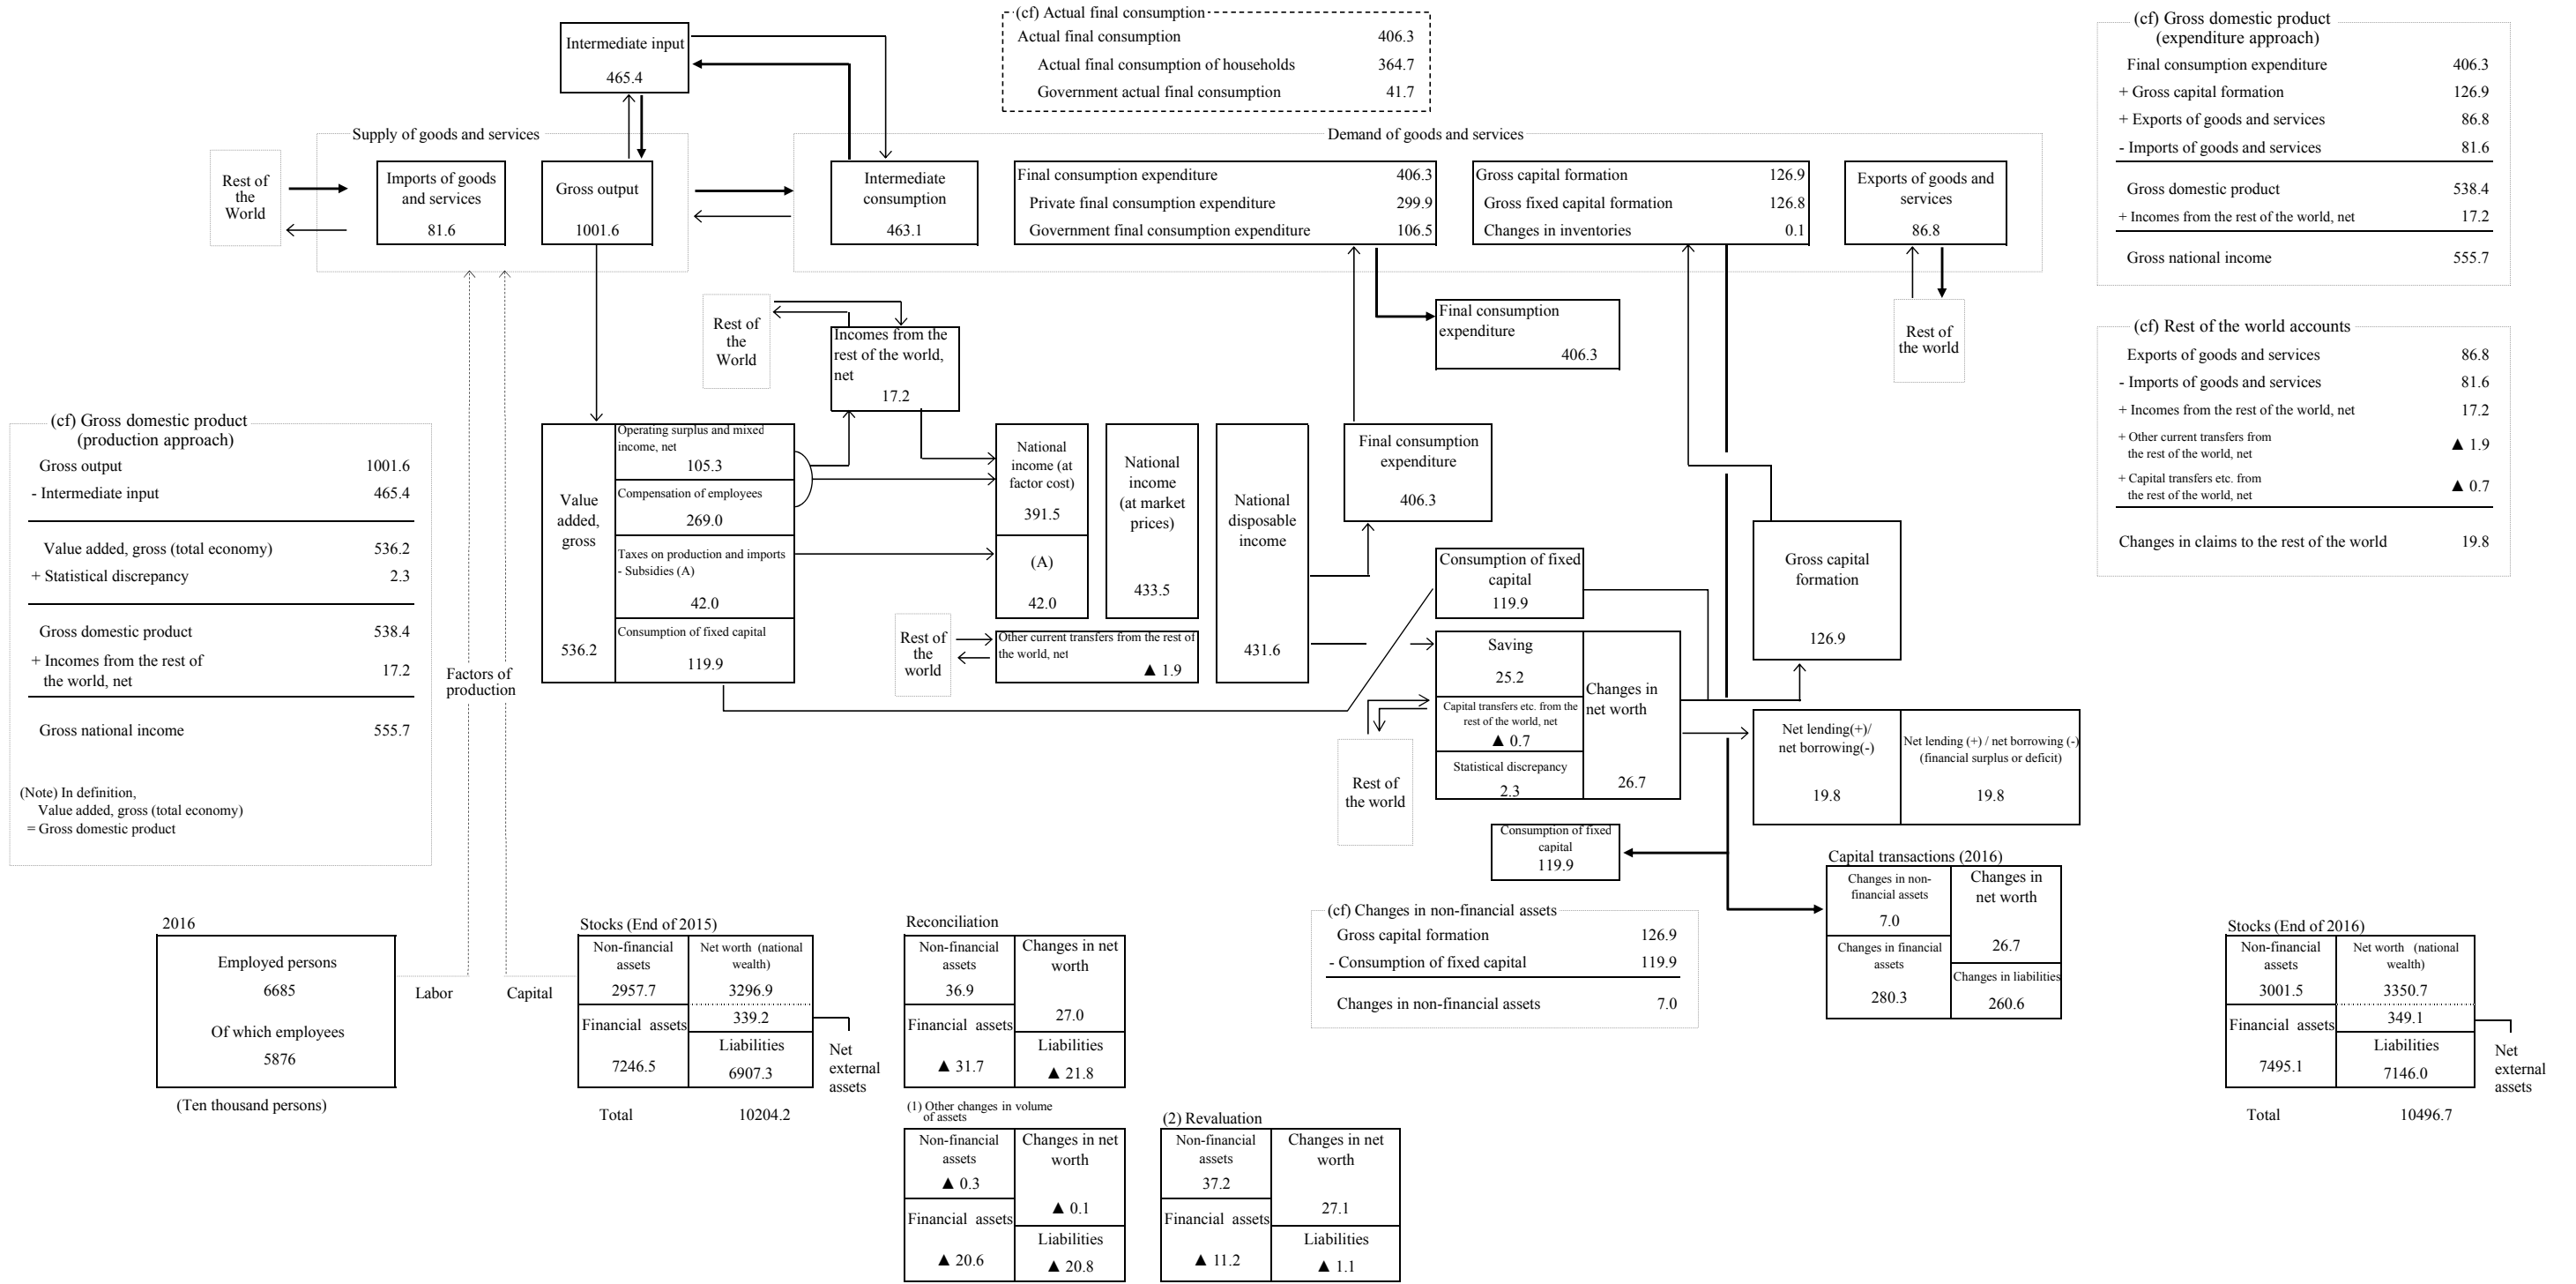 (cf) Actual final consumption
Actual final consumption 406.3
Actual final consumption of households 364.7
Government actual final consumption 41.7
(cf) Gross domestic product
(expenditure approach)
Final consumption expenditure 406.3
+ Gross capital formation 126.9
+ Exports of goods and services 86.8
- Imports of goods and services 81.6
Gross domestic product 538.4
+ Incomes from the rest of the world, net 17.2
Gross national income 555.7
Intermediate input
465.4
Supply of goods and services
Rest of
the
World
Imports of goods
and services
81.6
Gross output
1001.6
Demand of goods and services
Intermediate
consumption
463.1
Final consumption expenditure 406.3
Private final consumption expenditure 299.9
Government final consumption expenditure 106.5
Gross capital formation 126.9
Gross fixed capital formation 126.8
Changes in inventories 0.1
Exports of goods and
services
86.8
Rest of
the
World
Incomes from the
rest of the world,
net
17.2
Final consumption
expenditure
406.3
Rest of
the world
(cf) Rest of the world accounts
Exports of goods and services 86.8
- Imports of goods and services 81.6
+ Incomes from the rest of the world, net 17.2
+ Other current transfers from
the rest of the world, net ▲ 1.9
+ Capital transfers etc. from
the rest of the world, net ▲ 0.7
Changes in claims to the rest of the world 19.8
(cf) Gross domestic product
(production approach)
Gross output 1001.6
- Intermediate input 465.4
Value added, gross (total economy) 536.2
+ Statistical discrepancy 2.3
Gross domestic product 538.4
+ Incomes from the rest of
the world, net 17.2
Gross national income 555.7
(Note) In definition,
Value added, gross (total economy)
= Gross domestic product
Factors of
production
Value
added,
gross
536.2
Operating surplus and mixed
income, net
105.3
Compensation of employees
269.0
Taxes on production and imports
- Subsidies (A)
42.0
Consumption of fixed capital
119.9
National
income (at
factor cost)
391.5
(A)
42.0
National
income
(at market
prices)
433.5
Rest of
the
world
Other current transfers from the rest of
the world, net
▲ 1.9
National
disposable
income
431.6
Final consumption
expenditure
406.3
Consumption of fixed
capital
119.9
Saving
25.2
Capital transfers etc. from the
rest of the world, net
▲ 0.7
Statistical discrepancy
2.3
Changes in
net worth
26.7
Rest of
the world
Gross capital
formation
126.9
Net lending(+)/
net borrowing(-)
19.8
Net lending (+) / net borrowing (-)
(financial surplus or deficit)
19.8
Consumption of fixed
capital
119.9
(cf) Changes in non-financial assets
Gross capital formation 126.9
- Consumption of fixed capital 119.9
Changes in non-financial assets 7.0
Capital transactions (2016)
Changes in non-
financial assets
7.0
Changes in financial
assets
280.3
Changes in
net worth
26.7
Changes in liabilities
260.6
2016
Employed persons
6685
Of which employees
5876
(Ten thousand persons)
Labor
Capital
Stocks (End of 2015)
Non-financial
assets
2957.7
Financial assets
7246.5
Net worth (national
wealth)
3296.9
339.2
Liabilities
6907.3
Net
external
assets
Total 10204.2
Reconciliation
Non-financial
assets
36.9
Financial assets
▲ 31.7
Changes in net
worth
27.0
Liabilities
▲ 21.8
(1) Other changes in volume
of assets
Non-financial
assets
▲ 0.3
Financial assets
▲ 20.6
Changes in net
worth
▲ 0.1
Liabilities
▲ 20.8
(2) Revaluation
Non-financial
assets
37.2
Financial assets
▲ 11.2
Changes in net
worth
27.1
Liabilities
▲ 1.1
Stocks (End of 2016)
Non-financial
assets
3001.5
Financial assets
7495.1
Net worth (national
wealth)
3350.7
349.1
Liabilities
7146.0
Net
external
assets
Total 10496.7